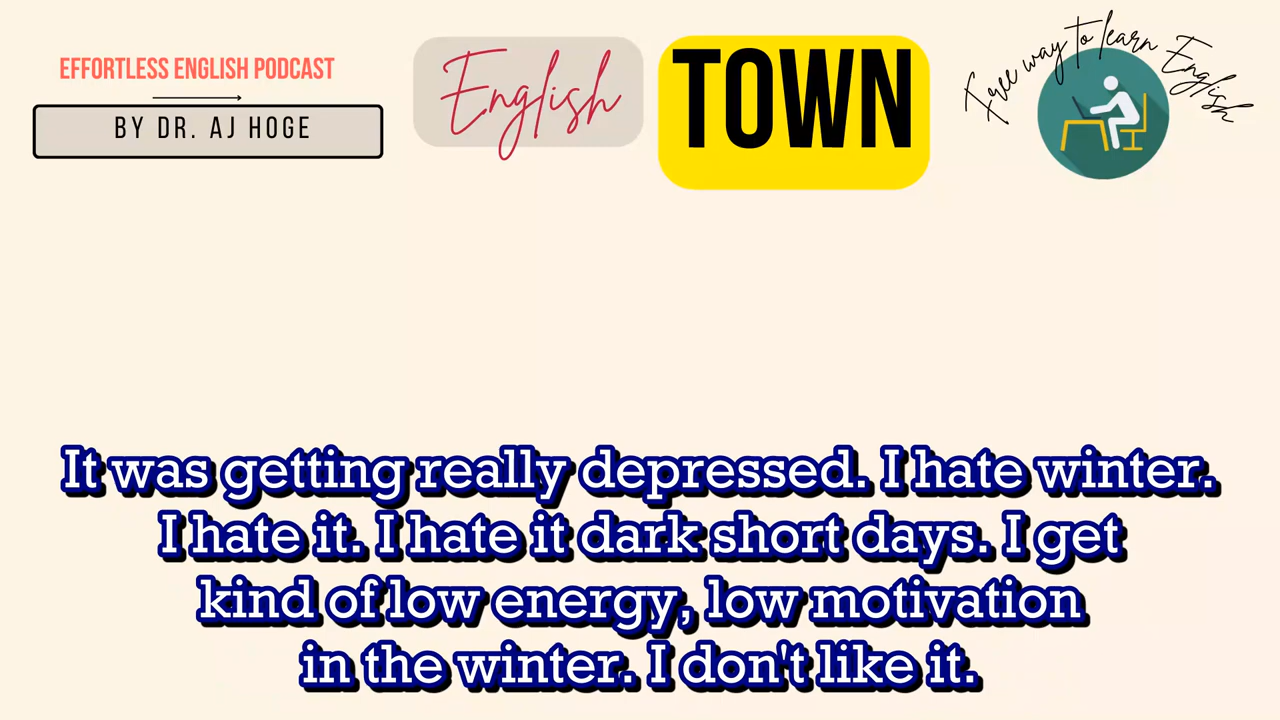 EFFORTLESS ENGLISH PODCAST
BY DR. AJ HOGE
English
TOWN
Free way to learn English
It was getting really depressed. I hate winter.
I hate it. I hate it dark short days. I get
kind of low energy, low motivation
in the winter. I don't like it.